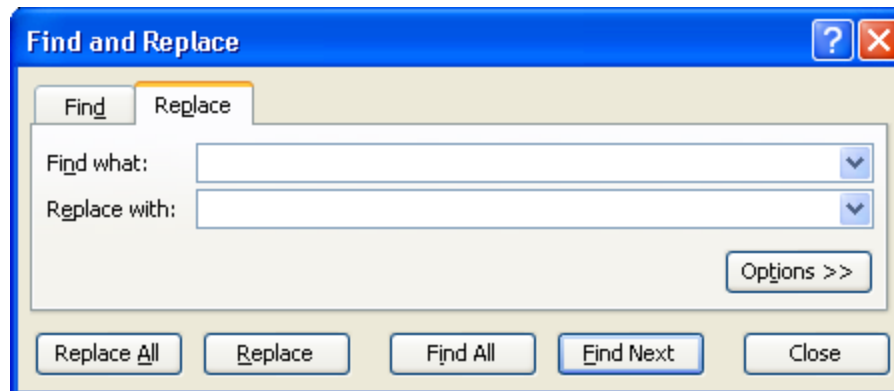 Find and Replace
Find Replace
Find what:
Replace with:
Options >>
Replace All Replace Find All Find Next Close